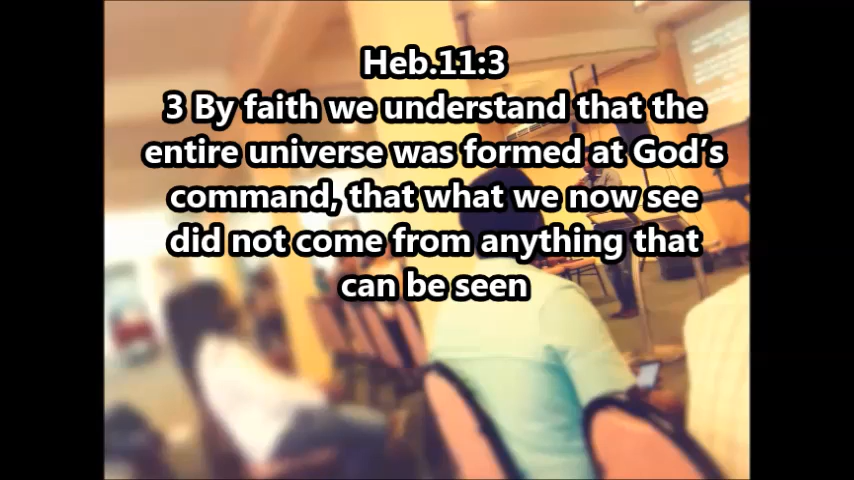 Heb.11:3
3 By faith we understand that the
entire universe was formed at God’s
command, that what we now see
did not come from anything that
can be seen